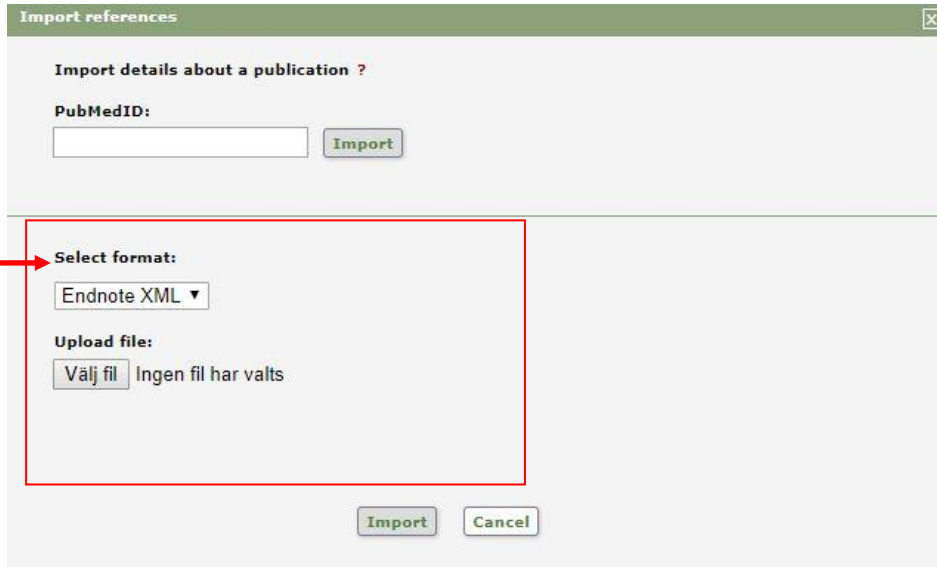 Import references
Import details about a publication ?
PubMedID:
Import
Select format:
Endnote XML
Upload file:
Välj fil Ingen fil har valts
Import Cancel